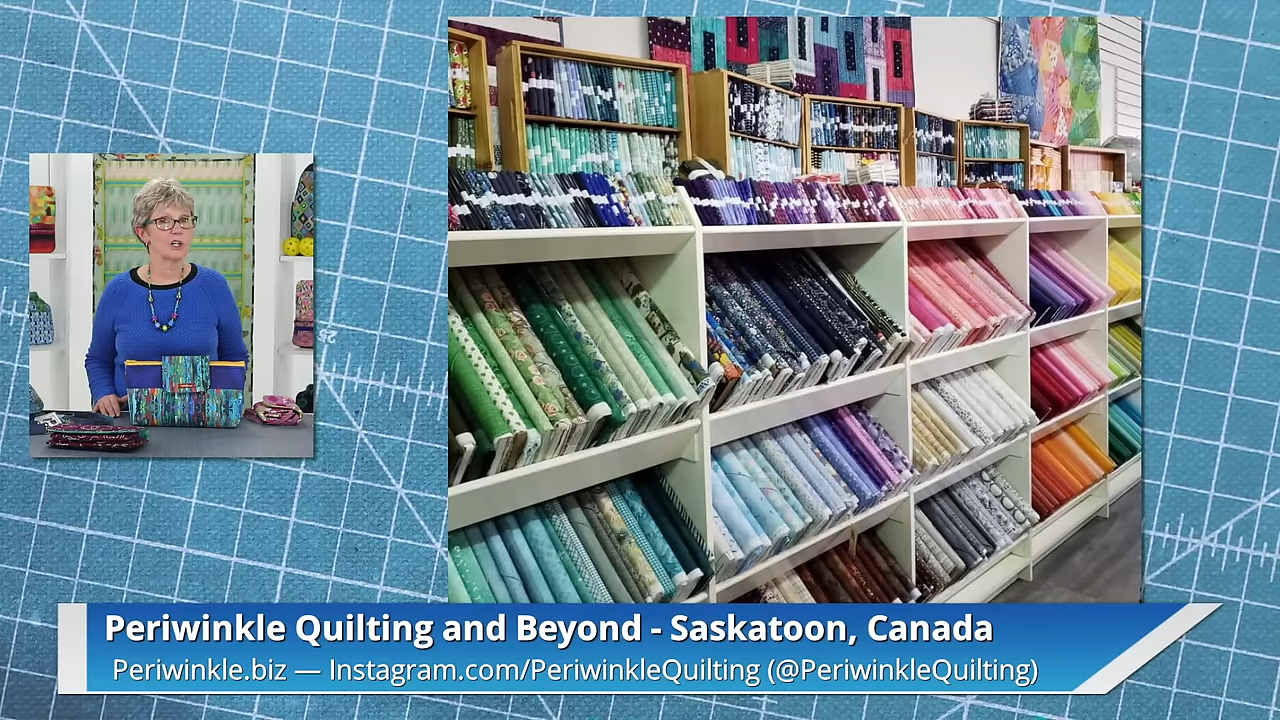 Periwinkle Quilting and Beyond - Saskatoon, Canada
Periwinkle.biz — Instagram.com/PeriwinkleQuilting (@PeriwinkleQuilting)